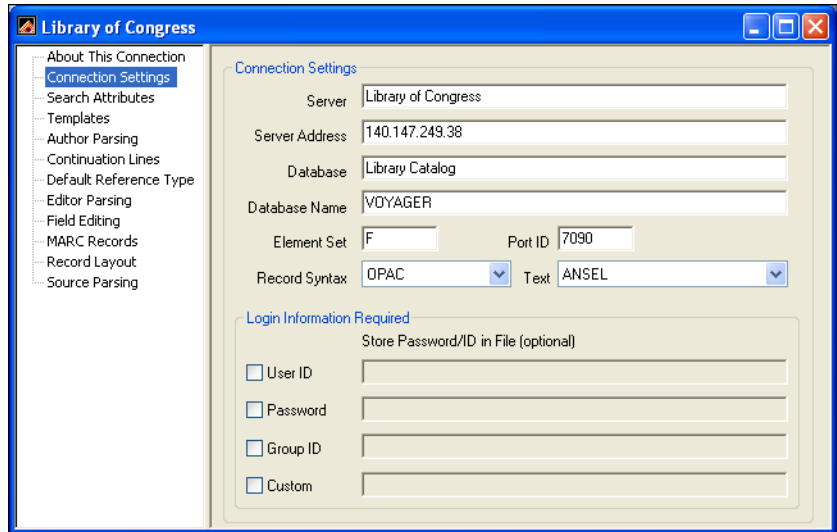 Library of Congress
About This Connection
Connection Settings
Search Attributes
Templates
Author Parsing
Continuation Lines
Default Reference Type
Editor Parsing
Field Editing
MARC Records
Record Layout
Source Parsing
Connection Settings
Server Library of Congress
Server Address 140.147.249.38
Database Library Catalog
Database Name VOYAGER
Element Set F Port ID 7090
Record Syntax OPAC Text ANSEL
Login Information Required
Store Password/ID in File (optional)
User ID
Password
Group ID
Custom